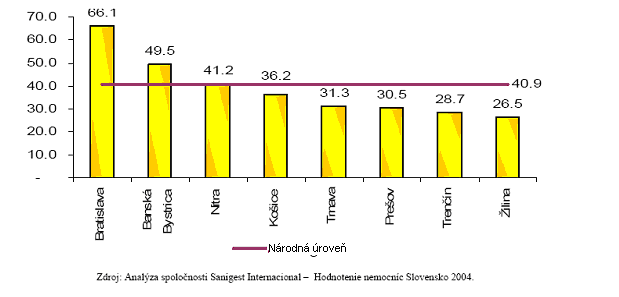 70.0
60.0
50.0
40.0
30.0
20.0
10.0
-
66.1
49.5
41.2
36.2
31.3
30.5
28.7
26.5
40.9
Bratislava
Banská
Bystrica
Nitra
Košice
Trnava
Prešov
Trenčín
Žilina
Národná úroveň
Zdroj: Analýza spoločnosti Sanigest Internacional – Hodnotenie nemocníc Slovensko 2004.